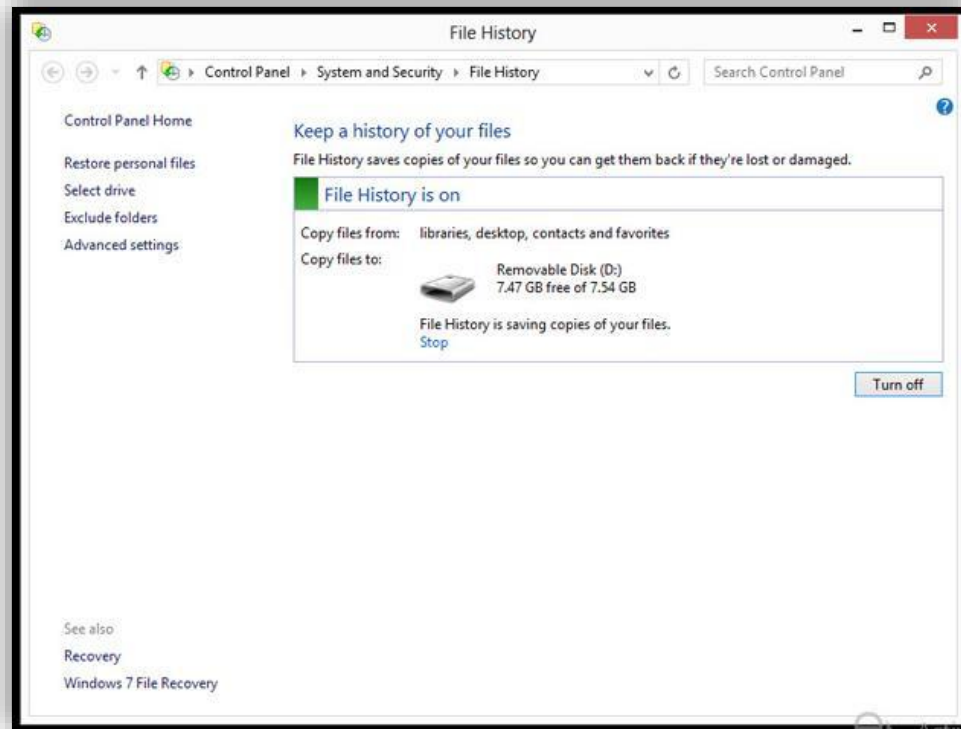 File History
Control Panel System and Security File History
Search Control Panel
Control Panel Home
Restore personal files
Select drive
Exclude folders
Advanced settings
Keep a history of your files
File History saves copies of your files so you can get them back if they're lost or damaged.
File History is on
Copy files from: libraries, desktop, contacts and favorites
Copy files to:
Removable Disk (D:)
7.47 GB free of 7.54 GB
File History is saving copies of your files.
Stop
Turn off
See also
Recovery
Windows 7 File Recovery